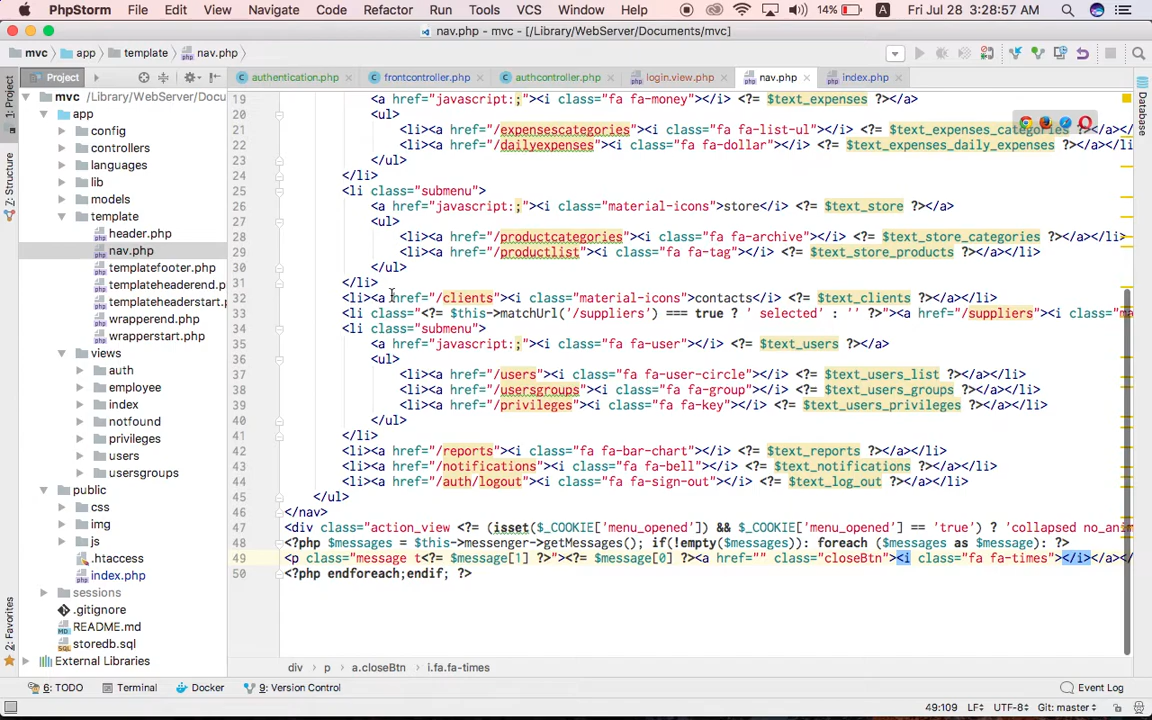 PhpStorm File Edit View Navigate Code Refactor Run Tools VCS Window Help 14% A Fri Jul 28 3:28:57 AM
nav.php - mvc - [/Library/WebServer/Documents/mvc]
mvc app template nav.php
Project authentication.php frontcontroller.php authcontroller.php login.view.php nav.php index.php
1: Project
7: Structure
2: Favorites
Database
mvc /Library/WebServer/Docu
app
config
controllers
languages
lib
models
template
header.php
nav.php
templatefooter.php
templateheaderend.p
templateheaderstart.p
wrapperend.php
wrapperstart.php
views
auth
employee
index
notfound
privileges
users
usersgroups
public
css
img
js
.htaccess
index.php
sessions
.gitignore
README.md
storedb.sql
External Libraries
19 <a href="javascript:;"><i class="fa fa-money"></i> <?= $text_expenses ?></a>
20 <ul>
21 <li><a href="/expensescategories"><i class="fa fa-list-ul"></i> <?= $text_expenses_categories ?></a></
22 <li><a href="/dailyexpenses"><i class="fa fa-dollar"></i> <?= $text_expenses_daily_expenses ?></a></li
23 </ul>
24 </li>
25 <li class="submenu">
26 <a href="javascript:;"><i class="material-icons">store</i> <?= $text_store ?></a>
27 <ul>
28 <li><a href="/productcategories"><i class="fa fa-archive"></i> <?= $text_store_categories ?></a></li>
29 <li><a href="/productlist"><i class="fa fa-tag"></i> <?= $text_store_products ?></a></li>
30 </ul>
31 </li>
32 <li><a href="/clients"><i class="material-icons">contacts</i> <?= $text_clients ?></a></li>
33 <li class="<?= $this->matchUrl('/suppliers') === true ? ' selected' : '' ?>"><a href="/suppliers"><i class="ma
34 <li class="submenu">
35 <a href="javascript:;"><i class="fa fa-user"></i> <?= $text_users ?></a>
36 <ul>
37 <li><a href="/users"><i class="fa fa-user-circle"></i> <?= $text_users_list ?></a></li>
38 <li><a href="/usersgroups"><i class="fa fa-group"></i> <?= $text_users_groups ?></a></li>
39 <li><a href="/privileges"><i class="fa fa-key"></i> <?= $text_users_privileges ?></a></li>
40 </ul>
41 </li>
42 <li><a href="/reports"><i class="fa fa-bar-chart"></i> <?= $text_reports ?></a></li>
43 <li><a href="/notifications"><i class="fa fa-bell"></i> <?= $text_notifications ?></a></li>
44 <li><a href="/auth/logout"><i class="fa fa-sign-out"></i> <?= $text_log_out ?></a></li>
45 </ul>
46 </nav>
47 <div class="action_view <?= (isset($_COOKIE['menu_opened']) && $_COOKIE['menu_opened'] == 'true') ? 'collapsed no_anim
48 <?php $messages = $this->messenger->getMessages(); if(!empty($messages)): foreach ($messages as $message): ?>
49 <p class="message t<?= $message[1] ?>"><?= $message[0] ?><a href="" class="closeBtn"><i class="fa fa-times"></i></a></
50 <?php endforeach;endif; ?>
div p a.closeBtn i.fa.fa-times
6: TODO Terminal Docker 9: Version Control Event Log
49:109 LF UTF-8 Git: master